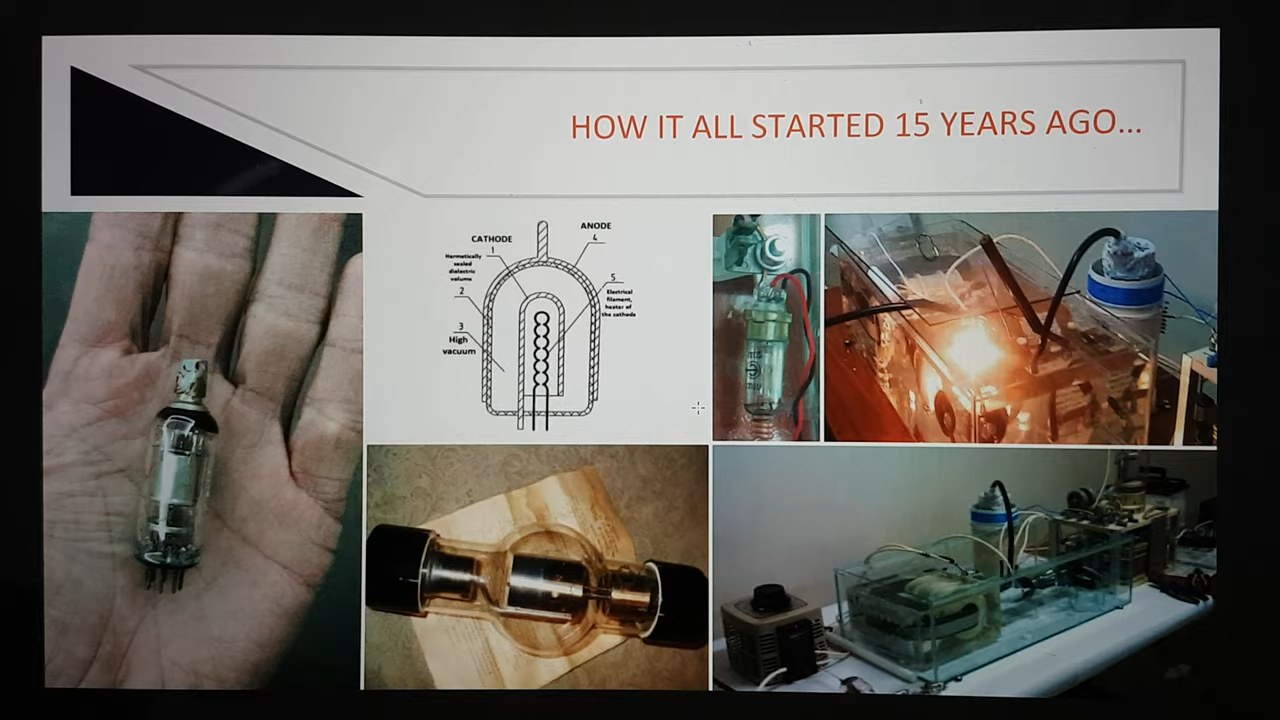 HOW IT ALL STARTED 15 YEARS AGO...
CATHODE
1
ANODE
4
Hermetically
sealed
dielectric
volume
2
5
Electrical
filament,
heater of
the cathode
3
High
vacuum